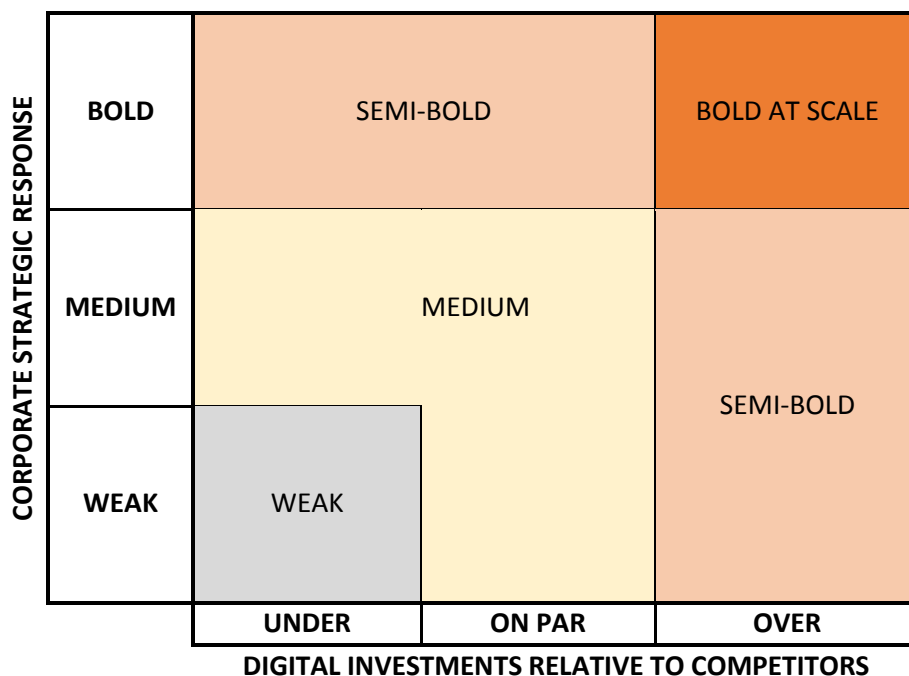 CORPORATE STRATEGIC RESPONSE
BOLD
SEMI-BOLD
BOLD AT SCALE
MEDIUM
MEDIUM
SEMI-BOLD
WEAK
WEAK
UNDER
ON PAR
OVER
DIGITAL INVESTMENTS RELATIVE TO COMPETITORS